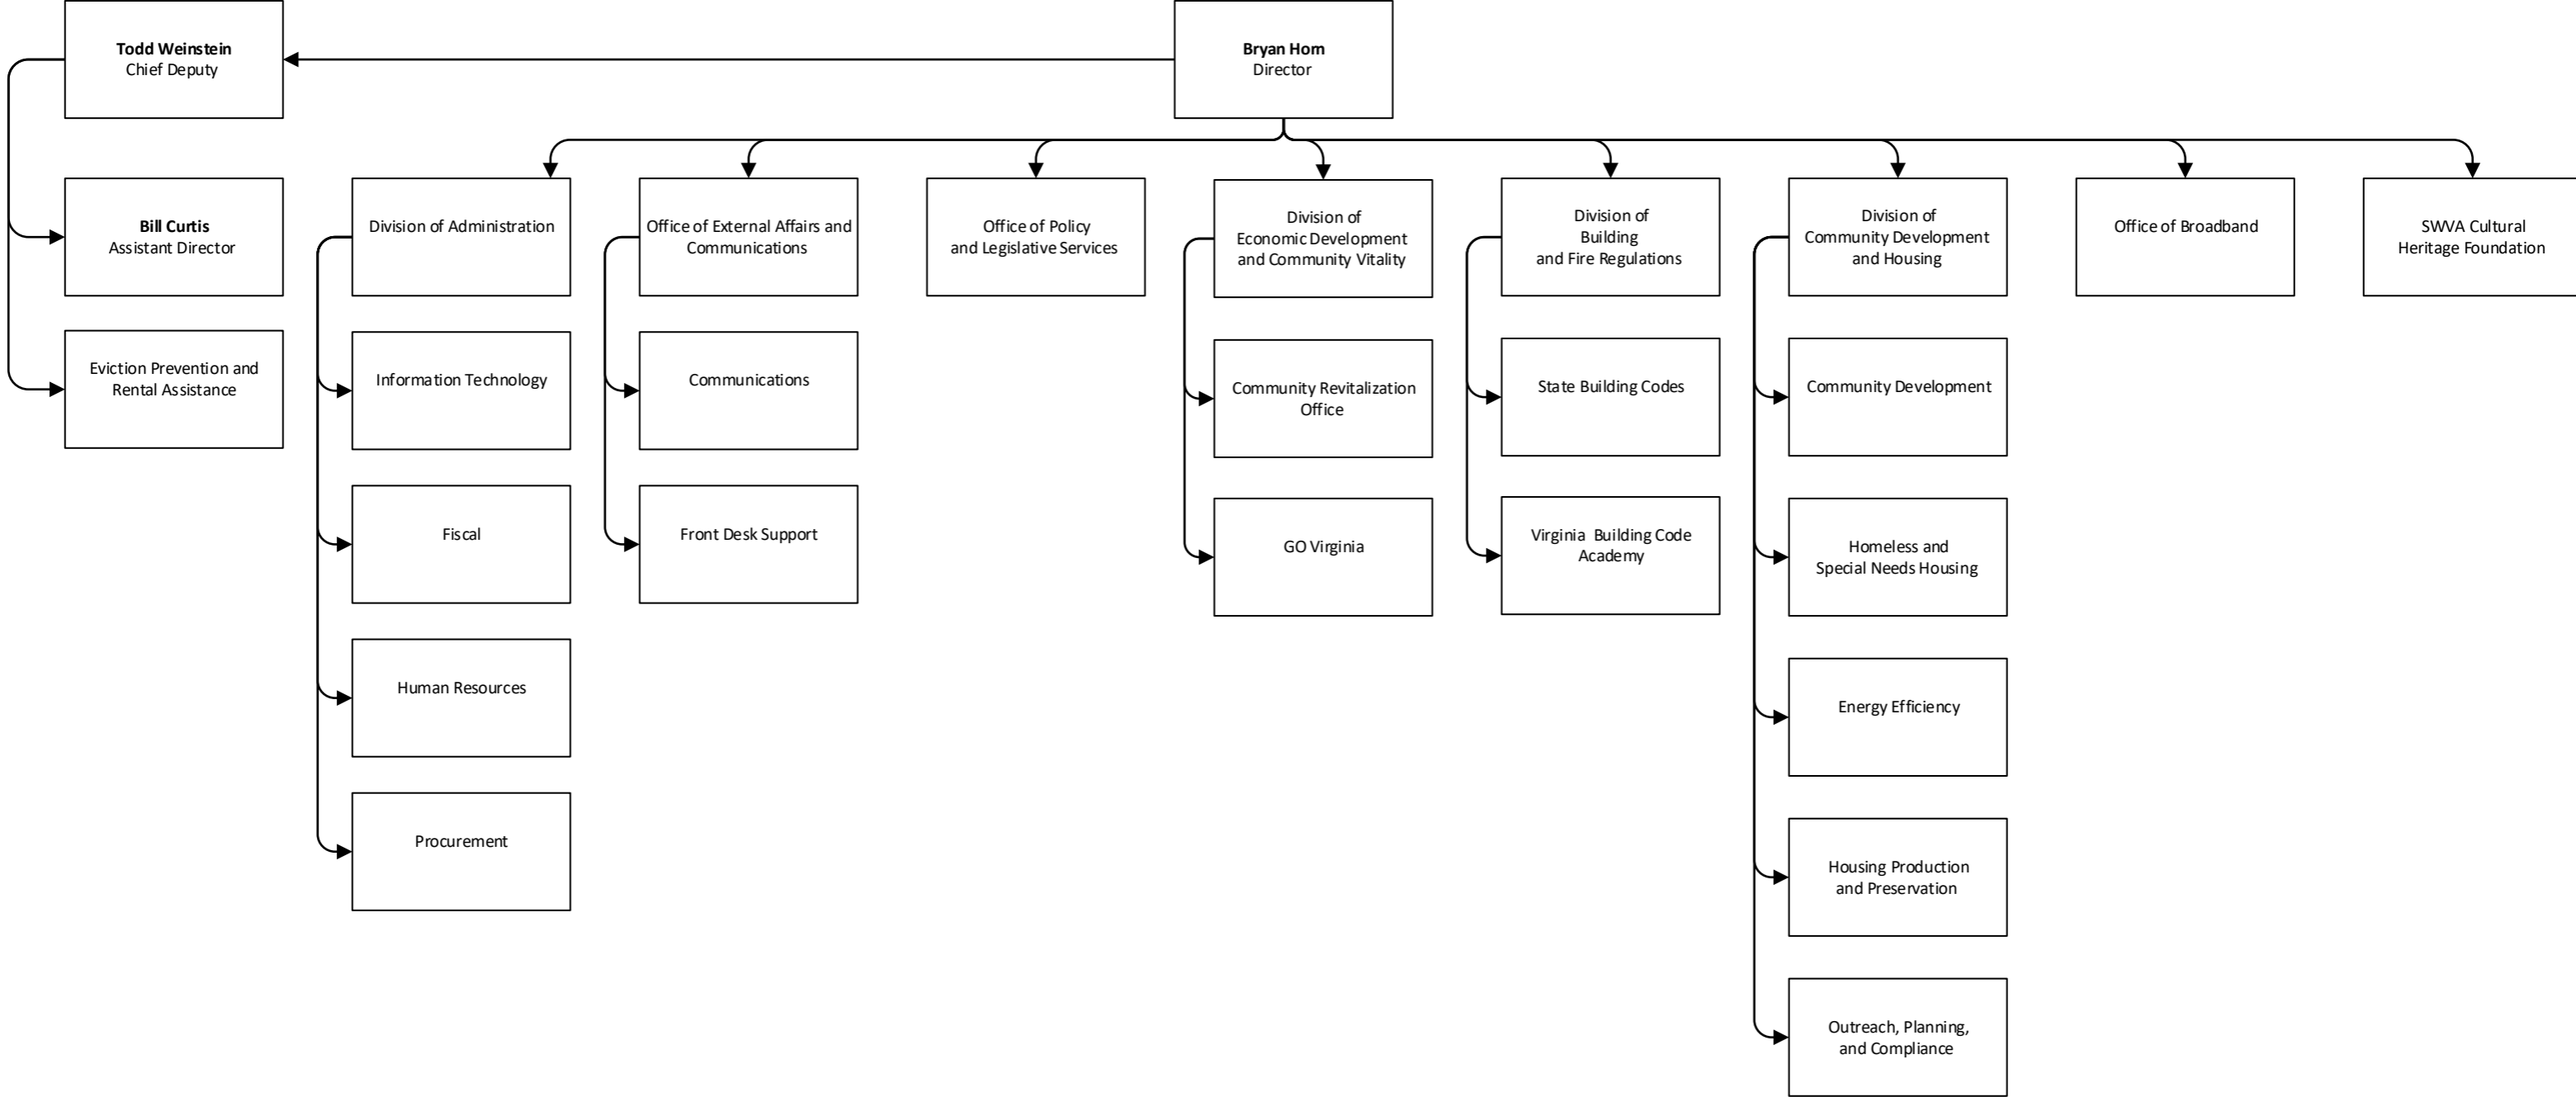 Todd Weinstein
Chief Deputy
Bryan Horn
Director
Bill Curtis
Assistant Director
Eviction Prevention and
Rental Assistance
Division of Administration
Information Technology
Fiscal
Human Resources
Procurement
Office of External Affairs and
Communications
Communications
Front Desk Support
Office of Policy
and Legislative Services
Division of
Economic Development
and Community Vitality
Community Revitalization
Office
GO Virginia
Division of
Building
and Fire Regulations
State Building Codes
Virginia  Building Code
Academy
Division of
Community Development
and Housing
Community Development
Homeless and
Special Needs Housing
Energy Efficiency
Housing Production
and Preservation
Outreach, Planning,
and Compliance
Office of Broadband
SWVA Cultural
Heritage Foundation